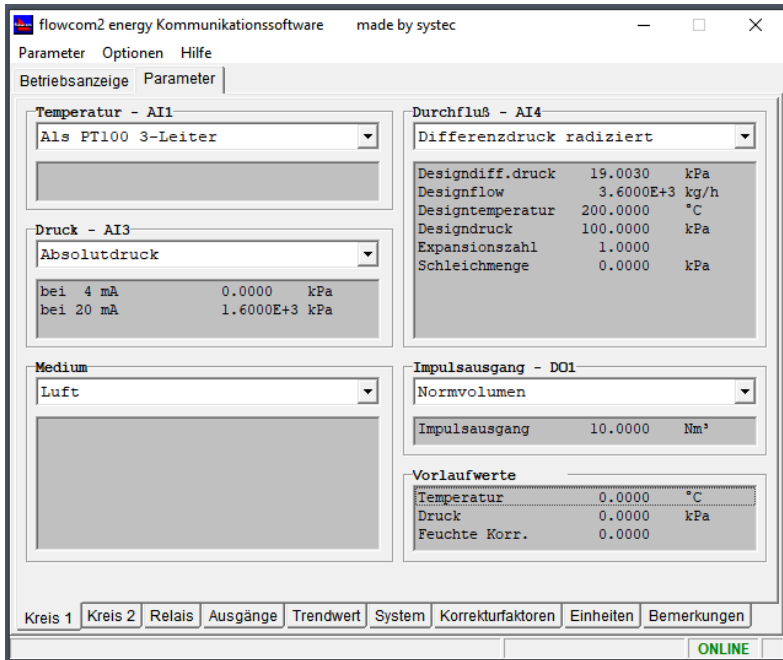 flowcom2 energy Kommunikationssoftware made by systec
Parameter Optionen Hilfe
Betriebsanzeige Parameter
Temperatur - AI1
Als PT100 3-Leiter
Druck - AI3
Absolutdruck
bei 4 mA 0.0000 kPa
bei 20 mA 1.6000E+3 kPa
Medium
Luft
Durchfluß - AI4
Differenzdruck radiziert
Designdiff.druck 19.0030 kPa
Designflow 3.6000E+3 kg/h
Designtemperatur 200.0000 °C
Designdruck 100.0000 kPa
Expansionszahl 1.0000
Schleichmenge 0.0000 kPa
Impulsausgang - DO1
Normvolumen
Impulsausgang 10.0000 Nm³
Vorlaufwerte
Temperatur 0.0000 °C
Druck 0.0000 kPa
Feuchte Korr. 0.0000
Kreis 1 Kreis 2 Relais Ausgänge Trendwert System Korrekturfaktoren Einheiten Bemerkungen
ONLINE